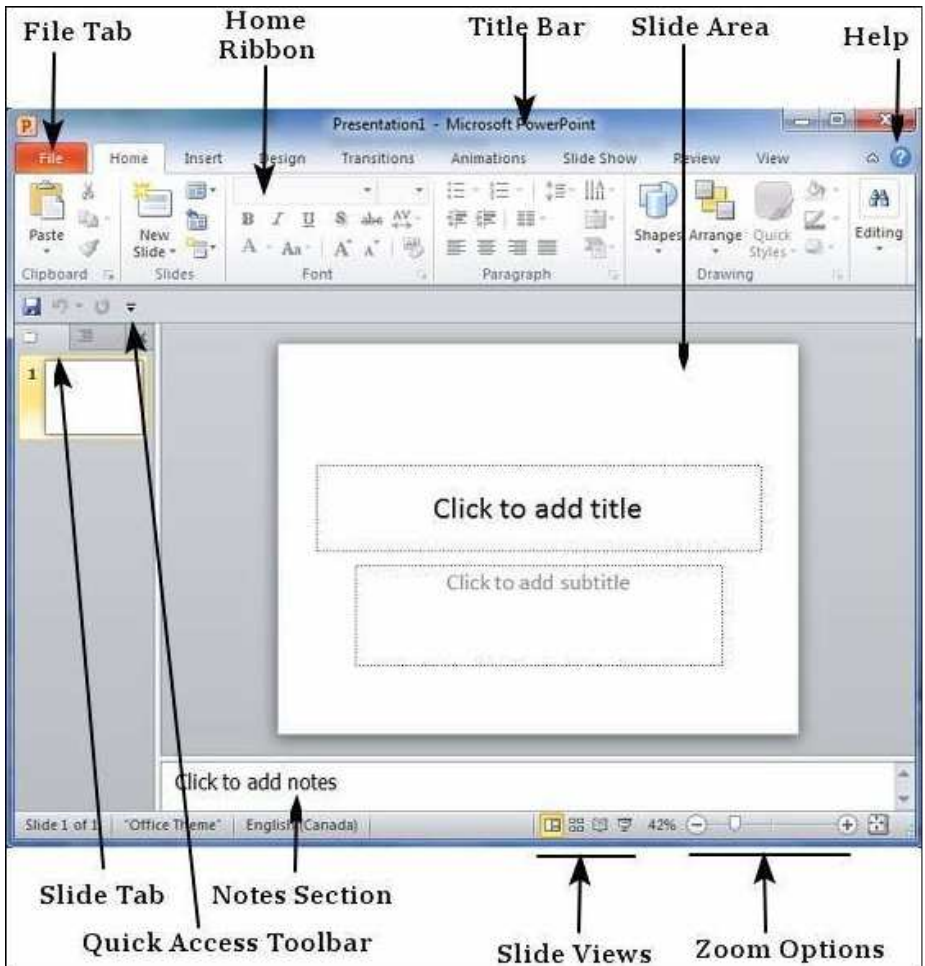 File Tab
Home
Ribbon
Title Bar
Slide Area
Help
P
Presentation1 - Microsoft PowerPoint
File Home Insert Design Transitions Animations Slide Show Review View
Paste
New
Slide
B I U S abc AV
A Aa A A
Shapes Arrange Quick
Styles
Editing
Clipboard Slides Font Paragraph Drawing
1
Click to add title
Click to add subtitle
Click to add notes
Slide 1 of 1 "Office Theme" English (Canada) 42%
Slide Tab
Notes Section
Quick Access Toolbar
Slide Views
Zoom Options